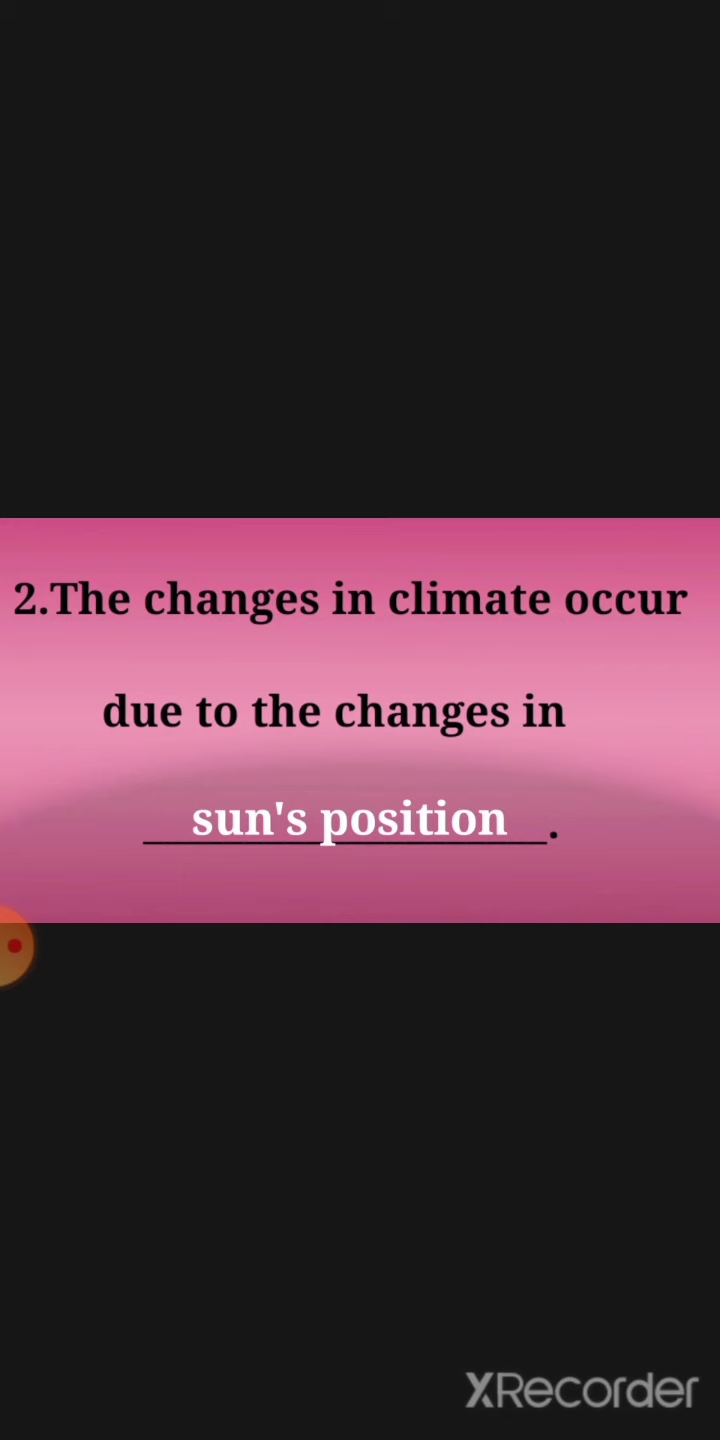 2.The changes in climate occur
due to the changes in
sun's position.
XRecorder